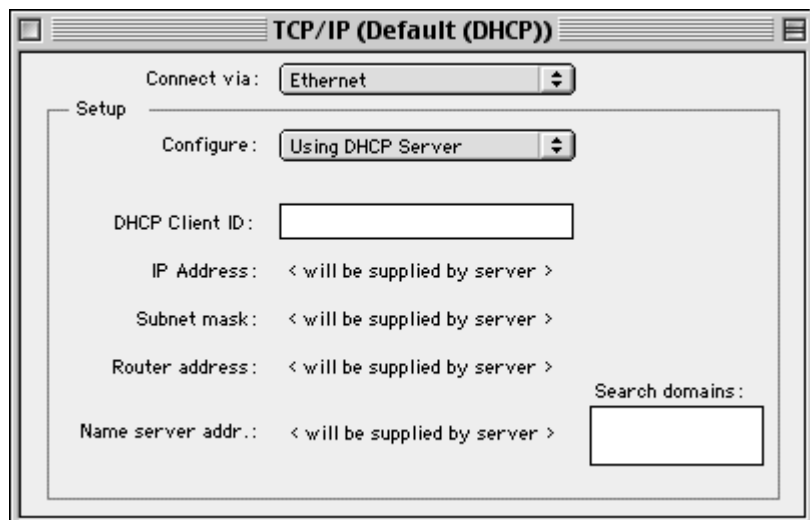 TCP/IP (Default (DHCP))
Connect via: Ethernet
Setup
Configure: Using DHCP Server
DHCP Client ID:
IP Address: < will be supplied by server >
Subnet mask: < will be supplied by server >
Router address: < will be supplied by server >
Search domains:
Name server addr.: < will be supplied by server >